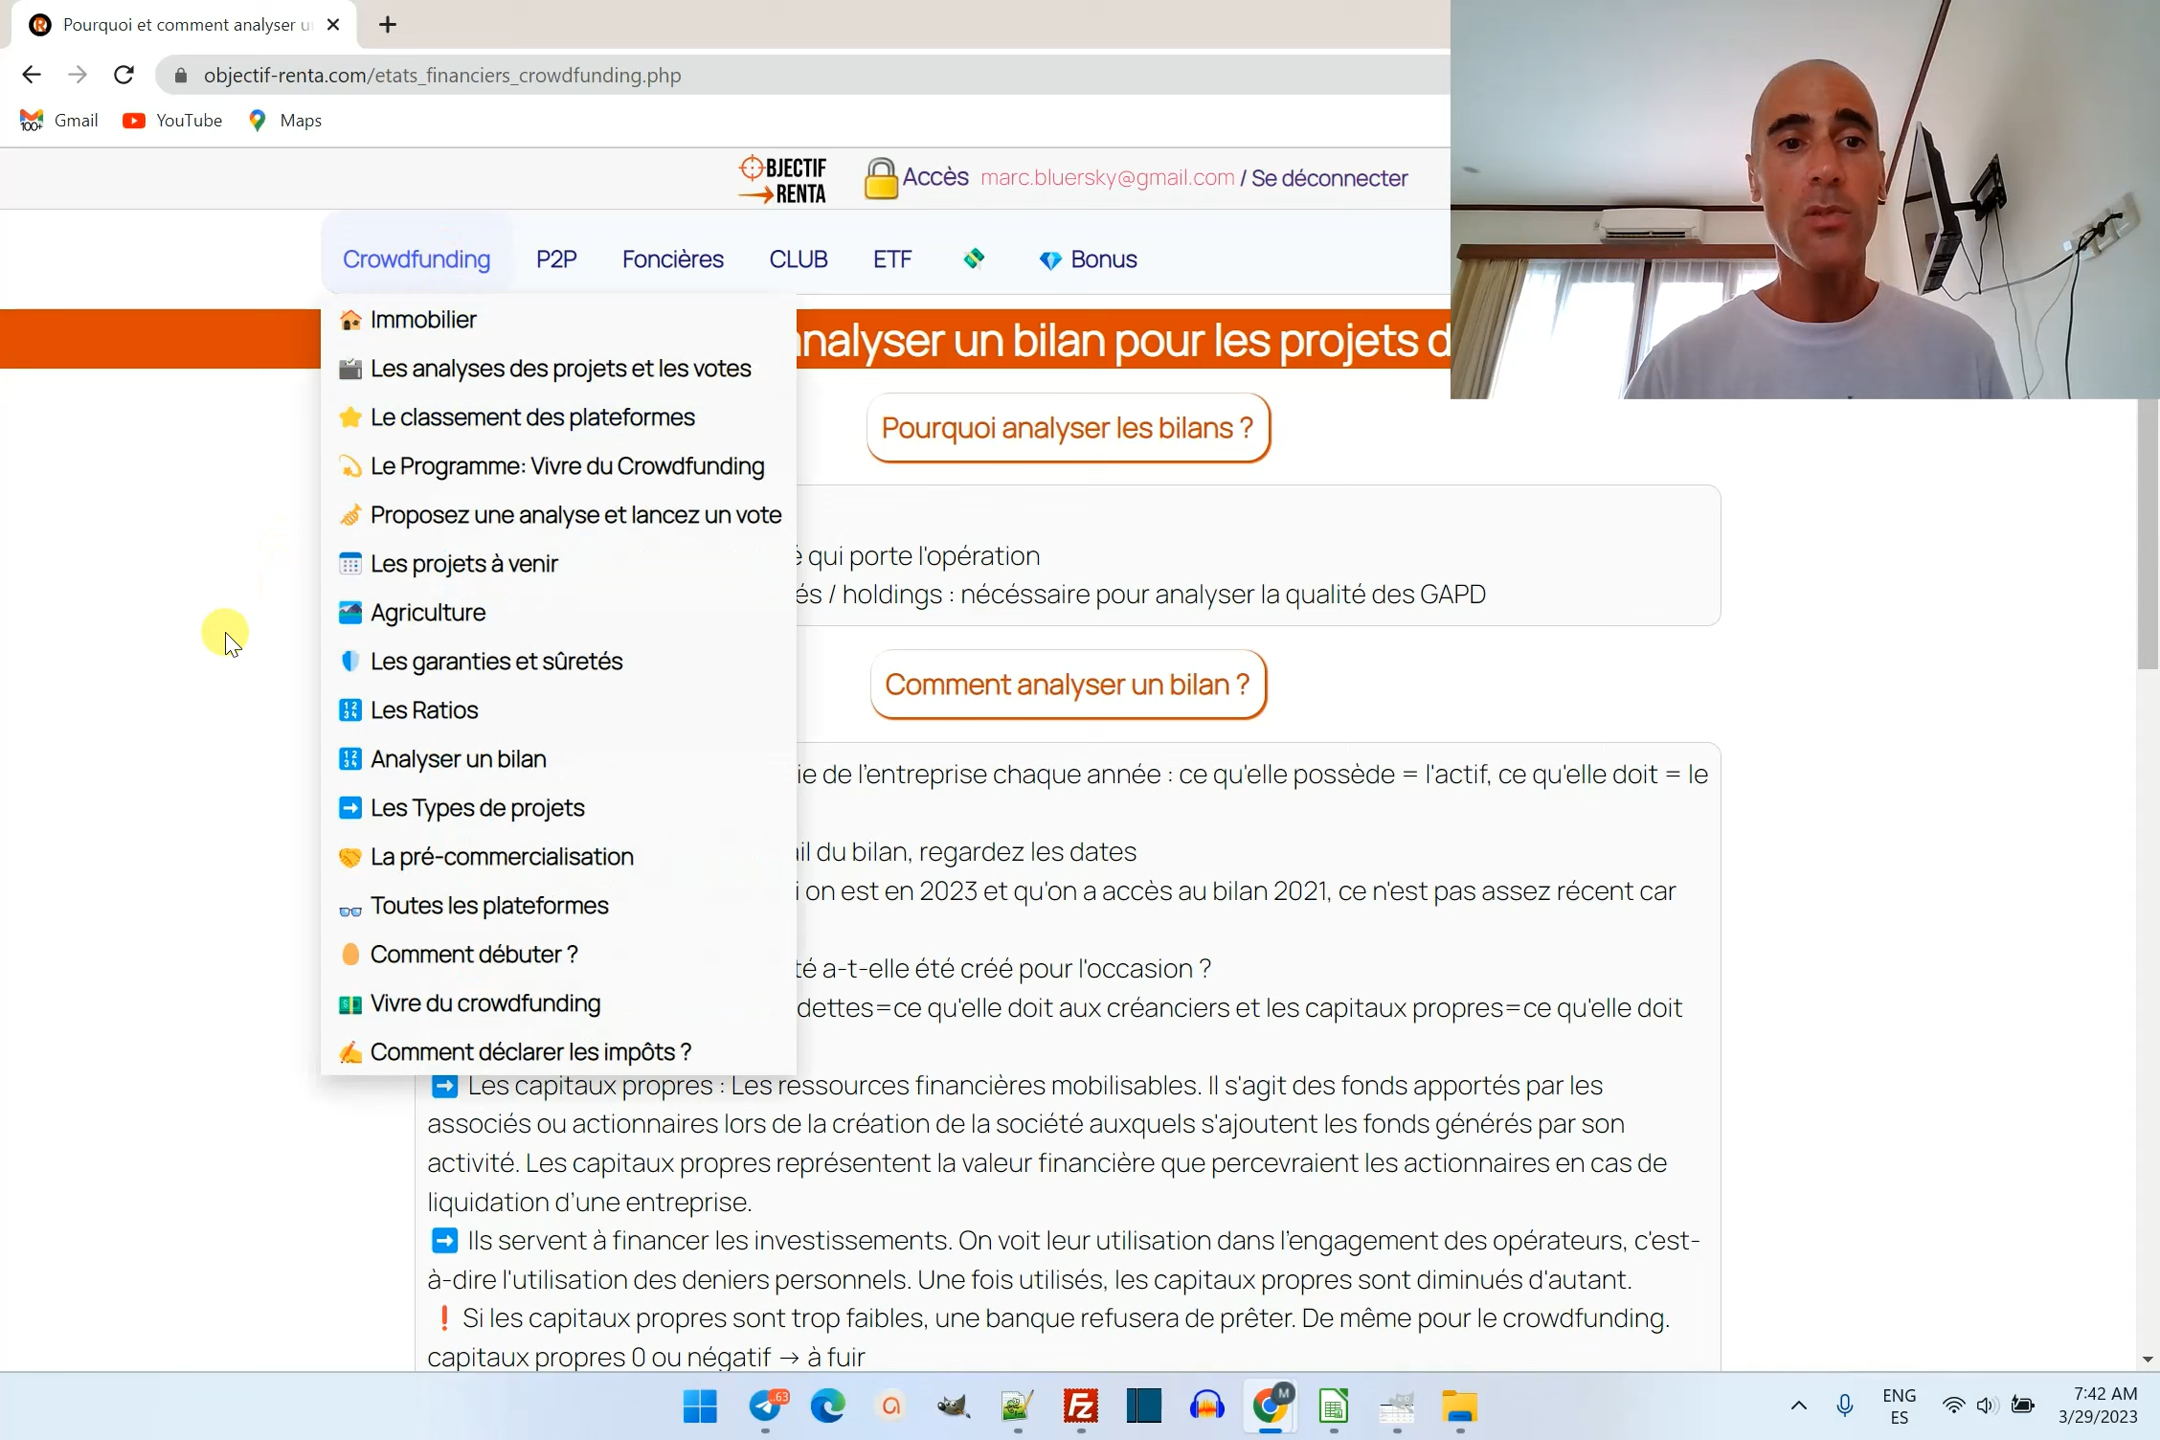 Pourquoi et comment analyser u
objectif-renta.com/etats_financiers_crowdfunding.php
Gmail
YouTube
Maps
OBJECTIF
RENTA
Accès marc.bluersky@gmail.com / Se déconnecter
Crowdfunding
P2P
Foncières
CLUB
ETF
Bonus
Immobilier
Les analyses des projets et les votes
Le classement des plateformes
Le Programme: Vivre du Crowdfunding
Proposez une analyse et lancez un vote
Les projets à venir
Agriculture
Les garanties et sûretés
Les Ratios
Analyser un bilan
Les Types de projets
La pré-commercialisation
Toutes les plateformes
Comment débuter ?
Vivre du crowdfunding
Comment déclarer les impôts ?
analyser un bilan pour les projets d
Pourquoi analyser les bilans ?
é qui porte l'opération
és / holdings : nécéssaire pour analyser la qualité des GAPD
Comment analyser un bilan ?
ie de l'entreprise chaque année : ce qu'elle possède = l'actif, ce qu'elle doit = le
il du bilan, regardez les dates
i on est en 2023 et qu'on a accès au bilan 2021, ce n'est pas assez récent car
té a-t-elle été créé pour l'occasion ?
dettes=ce qu'elle doit aux créanciers et les capitaux propres=ce qu'elle doit
Les capitaux propres : Les ressources financières mobilisables. Il s'agit des fonds apportés par les
associés ou actionnaires lors de la création de la société auxquels s'ajoutent les fonds générés par son
activité. Les capitaux propres représentent la valeur financière que percevraient les actionnaires en cas de
liquidation d'une entreprise.
Ils servent à financer les investissements. On voit leur utilisation dans l'engagement des opérateurs, c'est-
à-dire l'utilisation des deniers personnels. Une fois utilisés, les capitaux propres sont diminués d'autant.
Si les capitaux propres sont trop faibles, une banque refusera de prêter. De même pour le crowdfunding.
capitaux propres 0 ou négatif → à fuir
63
M
ENG
ES
7:42 AM
3/29/2023